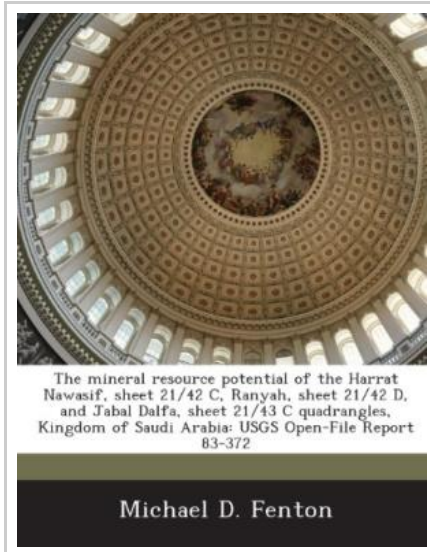 The mineral resource potential of the Harrat
Nawasif, sheet 21/42 C, Ranyah, sheet 21/42 D,
and Jabal Dalfa, sheet 21/43 C quadrangles,
Kingdom of Saudi Arabia: USGS Open-File Report
83-372
Michael D. Fenton